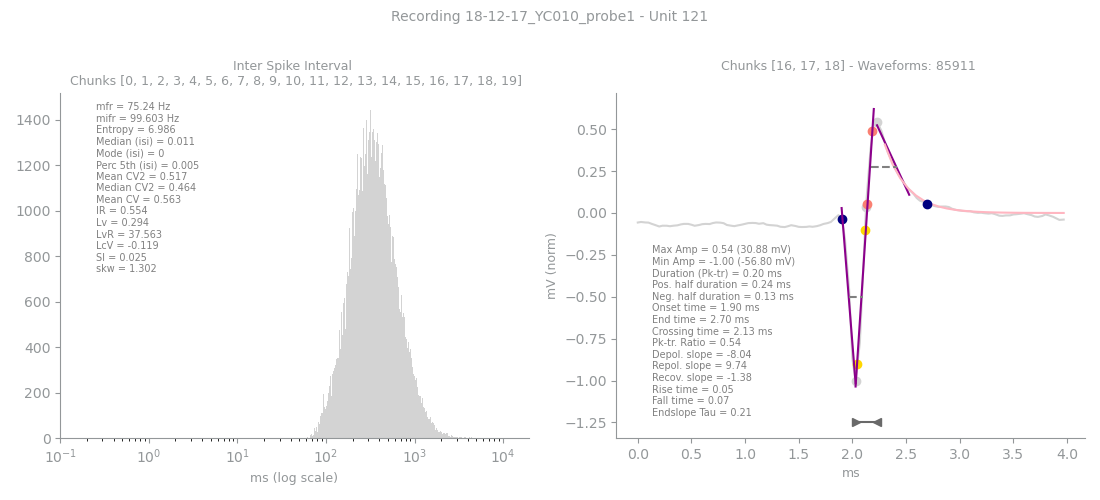 Recording 18-12-17_YC010_probe1 - Unit 121
Inter Spike Interval
Chunks [0, 1, 2, 3, 4, 5, 6, 7, 8, 9, 10, 11, 12, 13, 14, 15, 16, 17, 18, 19]
mfr = 75.24 Hz
mifr = 99.603 Hz
Entropy = 6.986
Median (isi) = 0.011
Mode (isi) = 0
Perc 5th (isi) = 0.005
Mean CV2 = 0.517
Median CV2 = 0.464
Mean CV = 0.563
IR = 0.554
Lv = 0.294
LvR = 37.563
LcV = -0.119
SI = 0.025
skw = 1.302
1400
1200
1000
800
600
400
200
0
10⁻¹ 10⁰ 10¹ 10² 10³ 10⁴
ms (log scale)
Chunks [16, 17, 18] - Waveforms: 85911
mV (norm)
0.50
0.25
0.00
−0.25
−0.50
−0.75
−1.00
−1.25
Max Amp = 0.54 (30.88 mV)
Min Amp = -1.00 (-56.80 mV)
Duration (Pk-tr) = 0.20 ms
Pos. half duration = 0.24 ms
Neg. half duration = 0.13 ms
Onset time = 1.90 ms
End time = 2.70 ms
Crossing time = 2.13 ms
Pk-tr. Ratio = 0.54
Depol. slope = -8.04
Repol. slope = 9.74
Recov. slope = -1.38
Rise time = 0.05
Fall time = 0.07
Endslope Tau = 0.21
0.0 0.5 1.0 1.5 2.0 2.5 3.0 3.5 4.0
ms